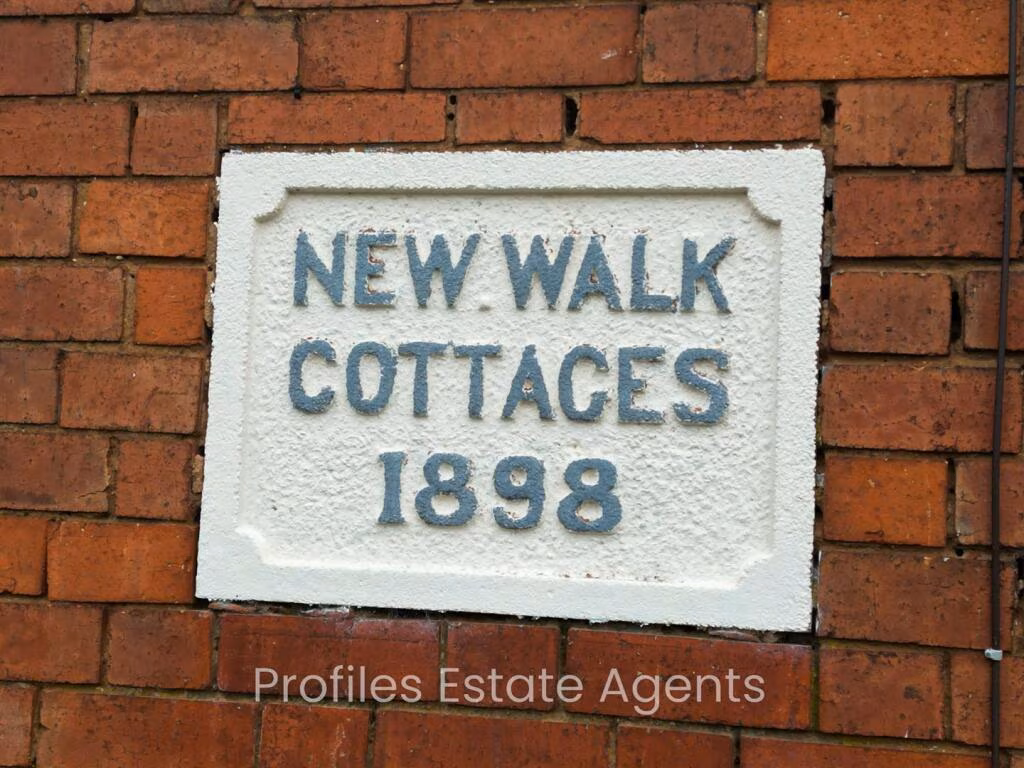 NEW WALK
COTTAGES
1898
Profiles Estate Agents